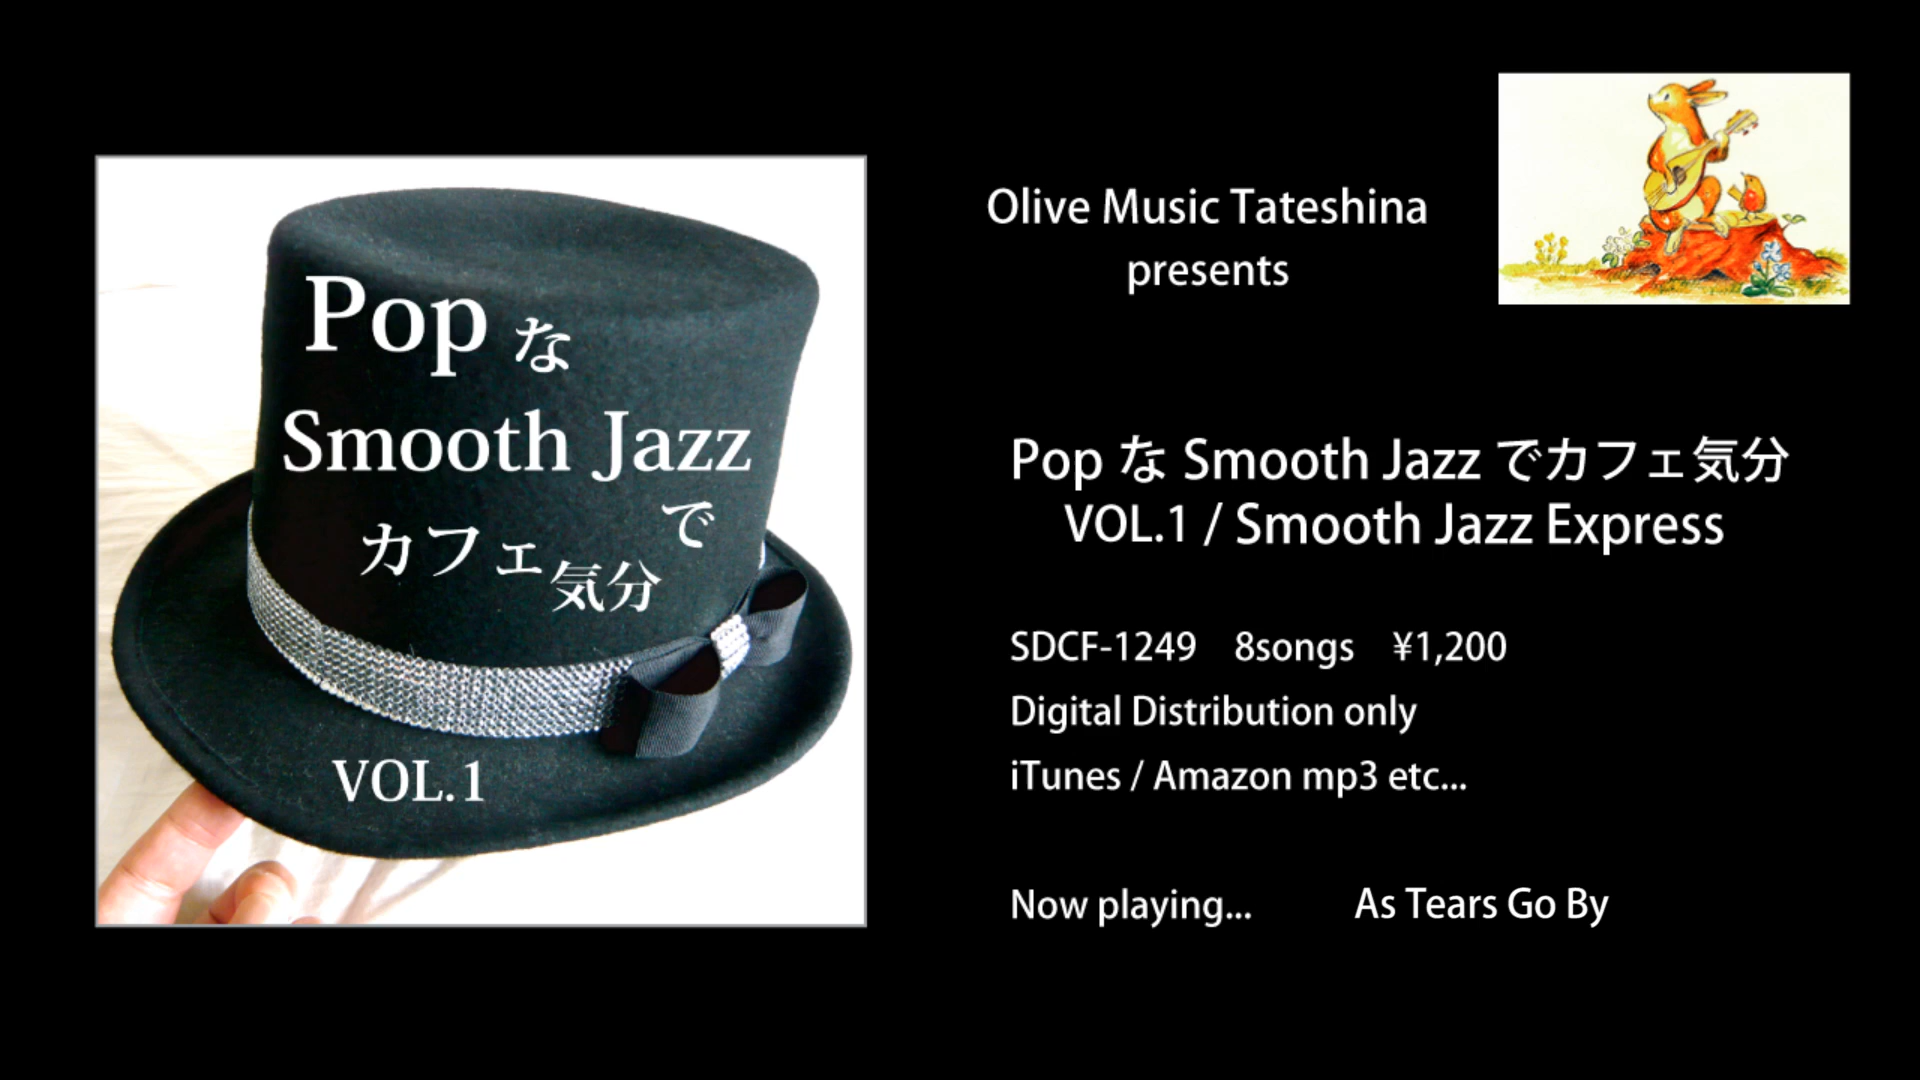 Pop な
Smooth Jazz
で
カフェ気分
VOL.1
Olive Music Tateshina
presents
Pop な Smooth Jazz でカフェ気分
VOL.1 / Smooth Jazz Express
SDCF-1249 8songs ¥1,200
Digital Distribution only
iTunes / Amazon mp3 etc...
Now playing... As Tears Go By